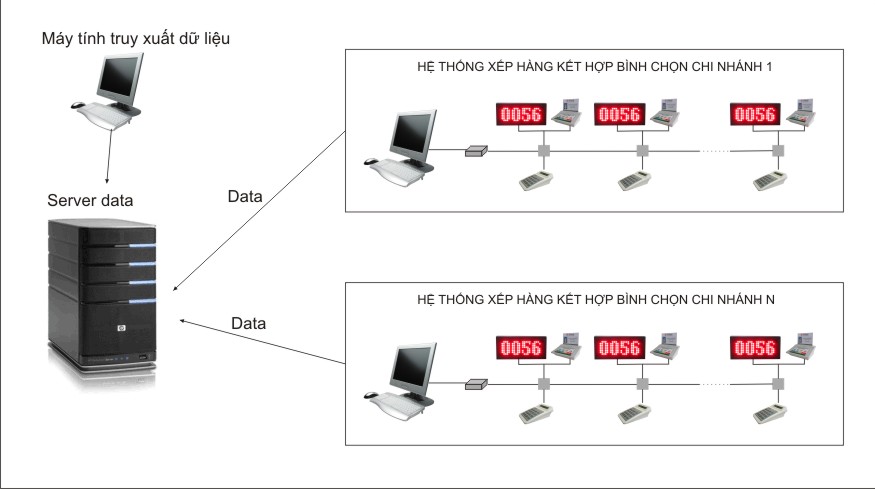 Máy tính truy xuất dữ liệu
HỆ THỐNG XẾP HÀNG KẾT HỢP BÌNH CHỌN CHI NHÁNH 1
0056
0056
0056
Server data
Data
hp
HỆ THỐNG XẾP HÀNG KẾT HỢP BÌNH CHỌN CHI NHÁNH N
Data
0056
0056
0056